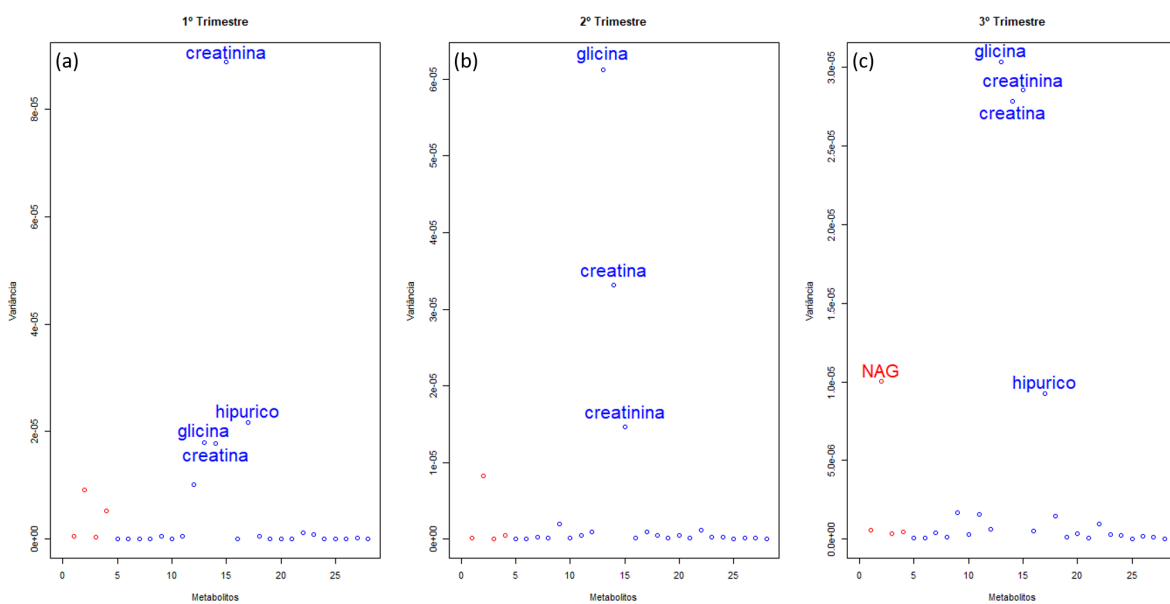 1º Trimestre
(a)
creatinina
hipurico
glicina
creatina
Variância
0e+00
2e-05
4e-05
6e-05
8e-05
0
5
10
15
20
25
Metabolitos
2º Trimestre
(b)
glicina
creatina
creatinina
Variância
0e+00
1e-05
2e-05
3e-05
4e-05
5e-05
6e-05
0
5
10
15
20
25
Metabolitos
3º Trimestre
(c)
glicina
creatinina
creatina
NAG
hipurico
Variância
0.0e+00
5.0e-06
1.0e-05
1.5e-05
2.0e-05
2.5e-05
3.0e-05
0
5
10
15
20
25
Metabolitos